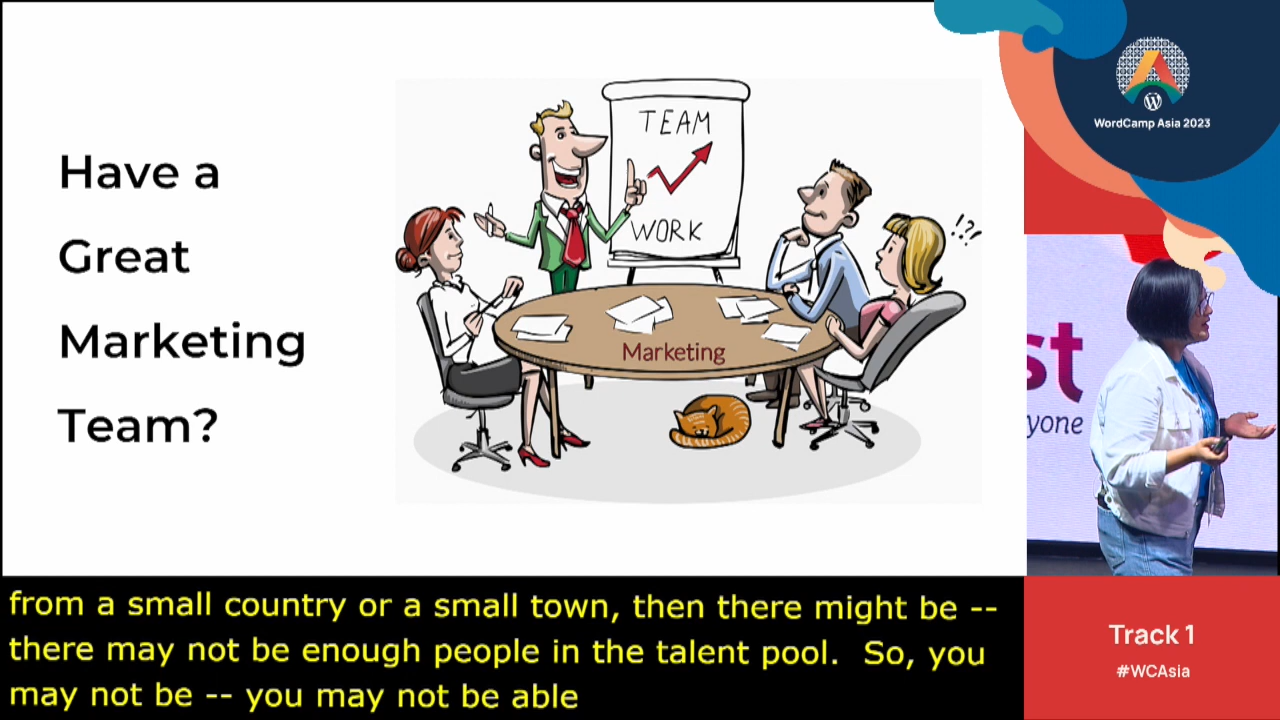 Have a
Great
Marketing
Team?
TEAM
WORK
!?!
Marketing
WordCamp Asia 2023
st
yone
from a small country or a small town, then there might be --
there may not be enough people in the talent pool.  So, you
may not be -- you may not be able
Track 1
#WCAsia